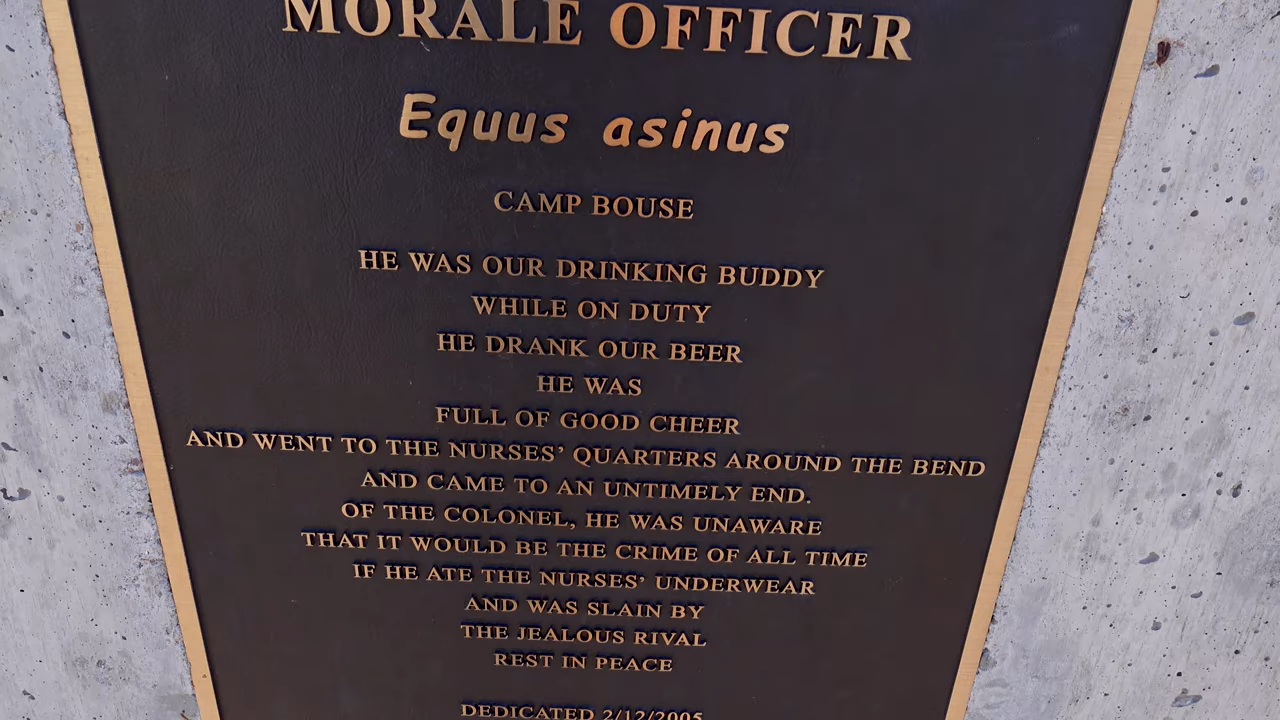 MORALE OFFICER
Equus asinus
CAMP BOUSE
HE WAS OUR DRINKING BUDDY
WHILE ON DUTY
HE DRANK OUR BEER
HE WAS
FULL OF GOOD CHEER
AND WENT TO THE NURSES' QUARTERS AROUND THE BEND
AND CAME TO AN UNTIMELY END.
OF THE COLONEL, HE WAS UNAWARE
THAT IT WOULD BE THE CRIME OF ALL TIME
IF HE ATE THE NURSES' UNDERWEAR
AND WAS SLAIN BY
THE JEALOUS RIVAL
REST IN PEACE
DEDICATED 2/12/2005